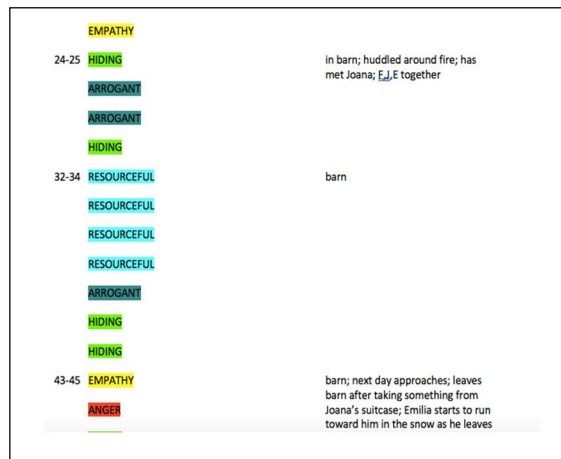 EMPATHY
24-25 HIDING in barn; huddled around fire; has
ARROGANT met Joana; F,J,E together
ARROGANT
HIDING
32-34 RESOURCEFUL barn
RESOURCEFUL
RESOURCEFUL
RESOURCEFUL
ARROGANT
HIDING
HIDING
43-45 EMPATHY barn; next day approaches; leaves
barn after taking something from
ANGER Joana's suitcase; Emilia starts to run
toward him in the snow as he leaves